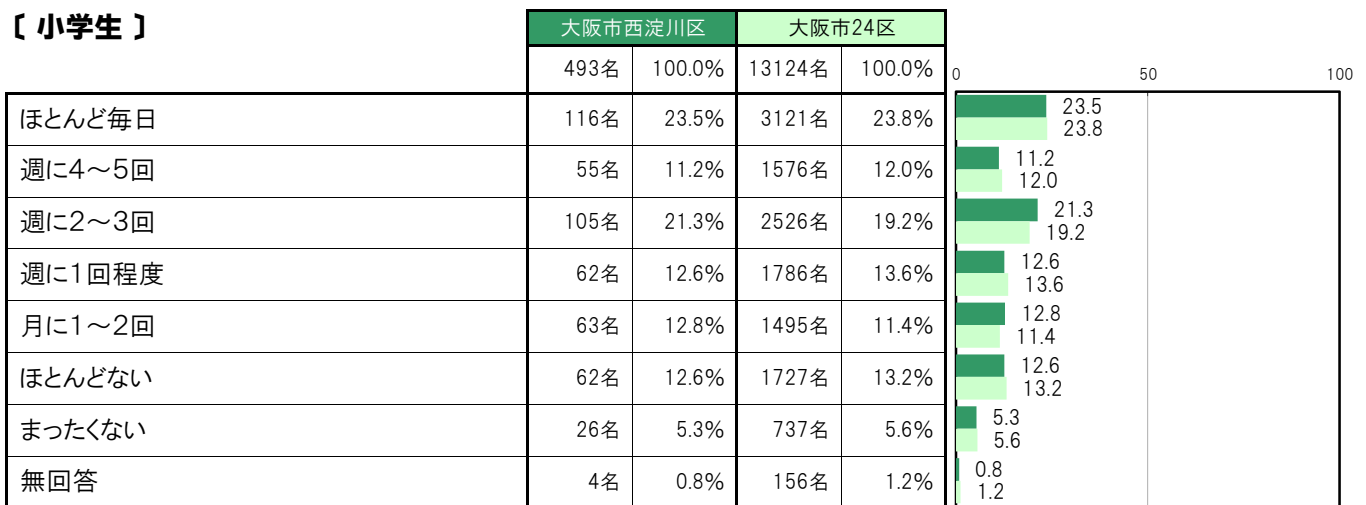 〔 小学生 〕
大阪市西淀川区 大阪市24区
493名 100.0% 13124名 100.0% 0 50 100
ほとんど毎日 116名 23.5% 3121名 23.8% 23.5
23.8
週に4～5回 55名 11.2% 1576名 12.0% 11.2
12.0
週に2～3回 105名 21.3% 2526名 19.2% 21.3
19.2
週に1回程度 62名 12.6% 1786名 13.6% 12.6
13.6
月に1～2回 63名 12.8% 1495名 11.4% 12.8
11.4
ほとんどない 62名 12.6% 1727名 13.2% 12.6
13.2
まったくない 26名 5.3% 737名 5.6% 5.3
5.6
無回答 4名 0.8% 156名 1.2% 0.8
1.2